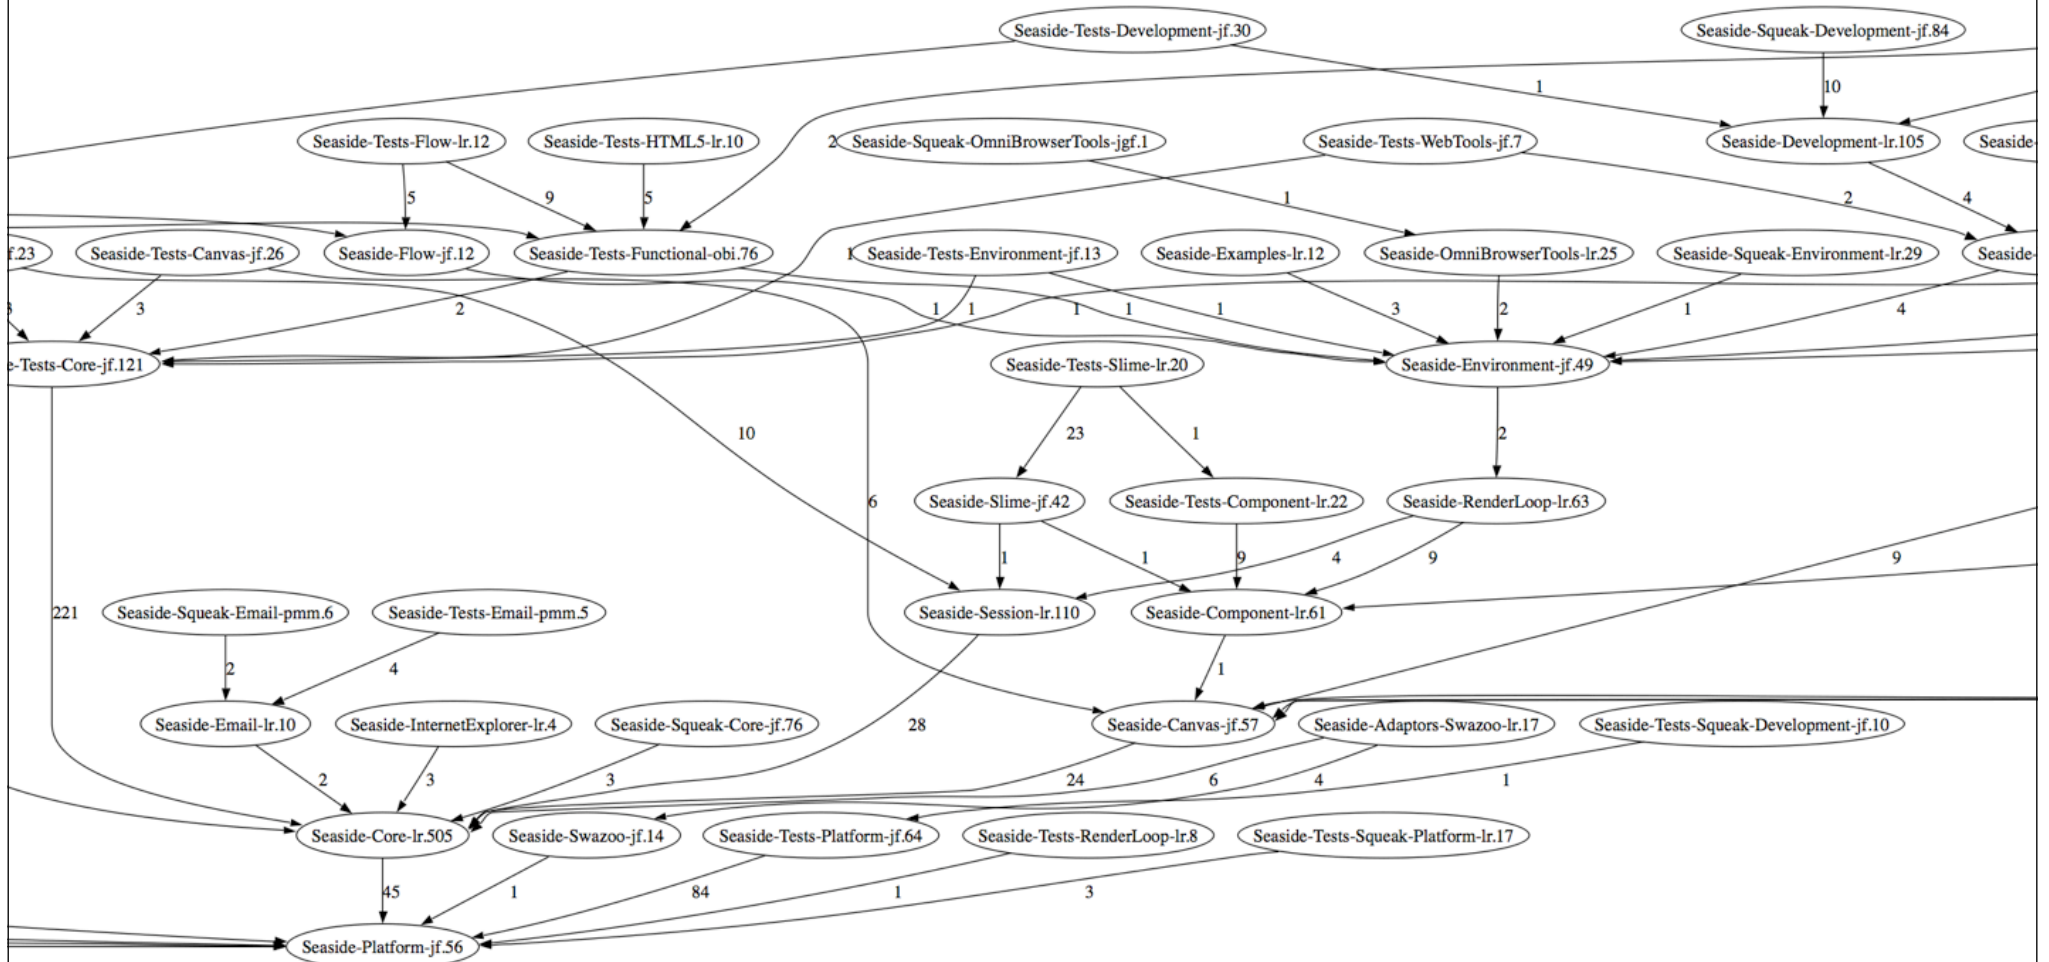 Seaside-Tests-Development-jf.30
Seaside-Squeak-Development-jf.84
1
10
Seaside-Tests-Flow-lr.12
Seaside-Tests-HTML5-lr.10
2
Seaside-Squeak-OmniBrowserTools-jgf.1
Seaside-Tests-WebTools-jf.7
Seaside-Development-lr.105
Seaside-
5
9
5
1
2
4
f.23
Seaside-Tests-Canvas-jf.26
Seaside-Flow-jf.12
Seaside-Tests-Functional-obi.76
1
Seaside-Tests-Environment-jf.13
Seaside-Examples-lr.12
Seaside-OmniBrowserTools-lr.25
Seaside-Squeak-Environment-lr.29
Seaside-
3
3
2
1
1
1
1
1
3
2
1
4
e-Tests-Core-jf.121
Seaside-Tests-Slime-lr.20
Seaside-Environment-jf.49
10
23
1
2
6
Seaside-Slime-jf.42
Seaside-Tests-Component-lr.22
Seaside-RenderLoop-lr.63
1
1
9
4
9
9
221
Seaside-Squeak-Email-pmm.6
Seaside-Tests-Email-pmm.5
Seaside-Session-lr.110
Seaside-Component-lr.61
2
4
1
Seaside-Email-lr.10
Seaside-InternetExplorer-lr.4
Seaside-Squeak-Core-jf.76
28
Seaside-Canvas-jf.57
Seaside-Adaptors-Swazoo-lr.17
Seaside-Tests-Squeak-Development-jf.10
2
3
3
24
6
4
1
Seaside-Core-lr.505
Seaside-Swazoo-jf.14
Seaside-Tests-Platform-jf.64
Seaside-Tests-RenderLoop-lr.8
Seaside-Tests-Squeak-Platform-lr.17
45
1
84
1
3
Seaside-Platform-jf.56